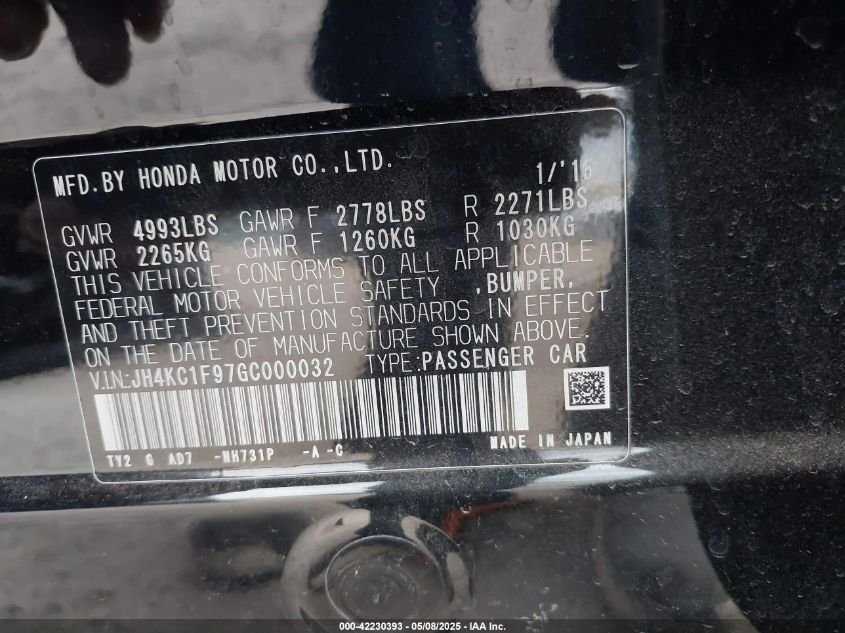 MFD.BY HONDA MOTOR CO.,LTD. 1/'16
GVWR 4993LBS GAWR F 2778LBS R 2271LBS
GVWR 2265KG GAWR F 1260KG R 1030KG
THIS VEHICLE CONFORMS TO ALL APPLICABLE
FEDERAL MOTOR VEHICLE SAFETY ,BUMPER,
AND THEFT PREVENTION STANDARDS IN EFFECT
ON THE DATE OF MANUFACTURE SHOWN ABOVE.
V.I.N:JH4KC1F97GC000032 TYPE:PASSENGER CAR
TY2 G AD7 -NH731P -A -G
MADE IN JAPAN
000-42230393 - 05/08/2025 - IAA Inc.